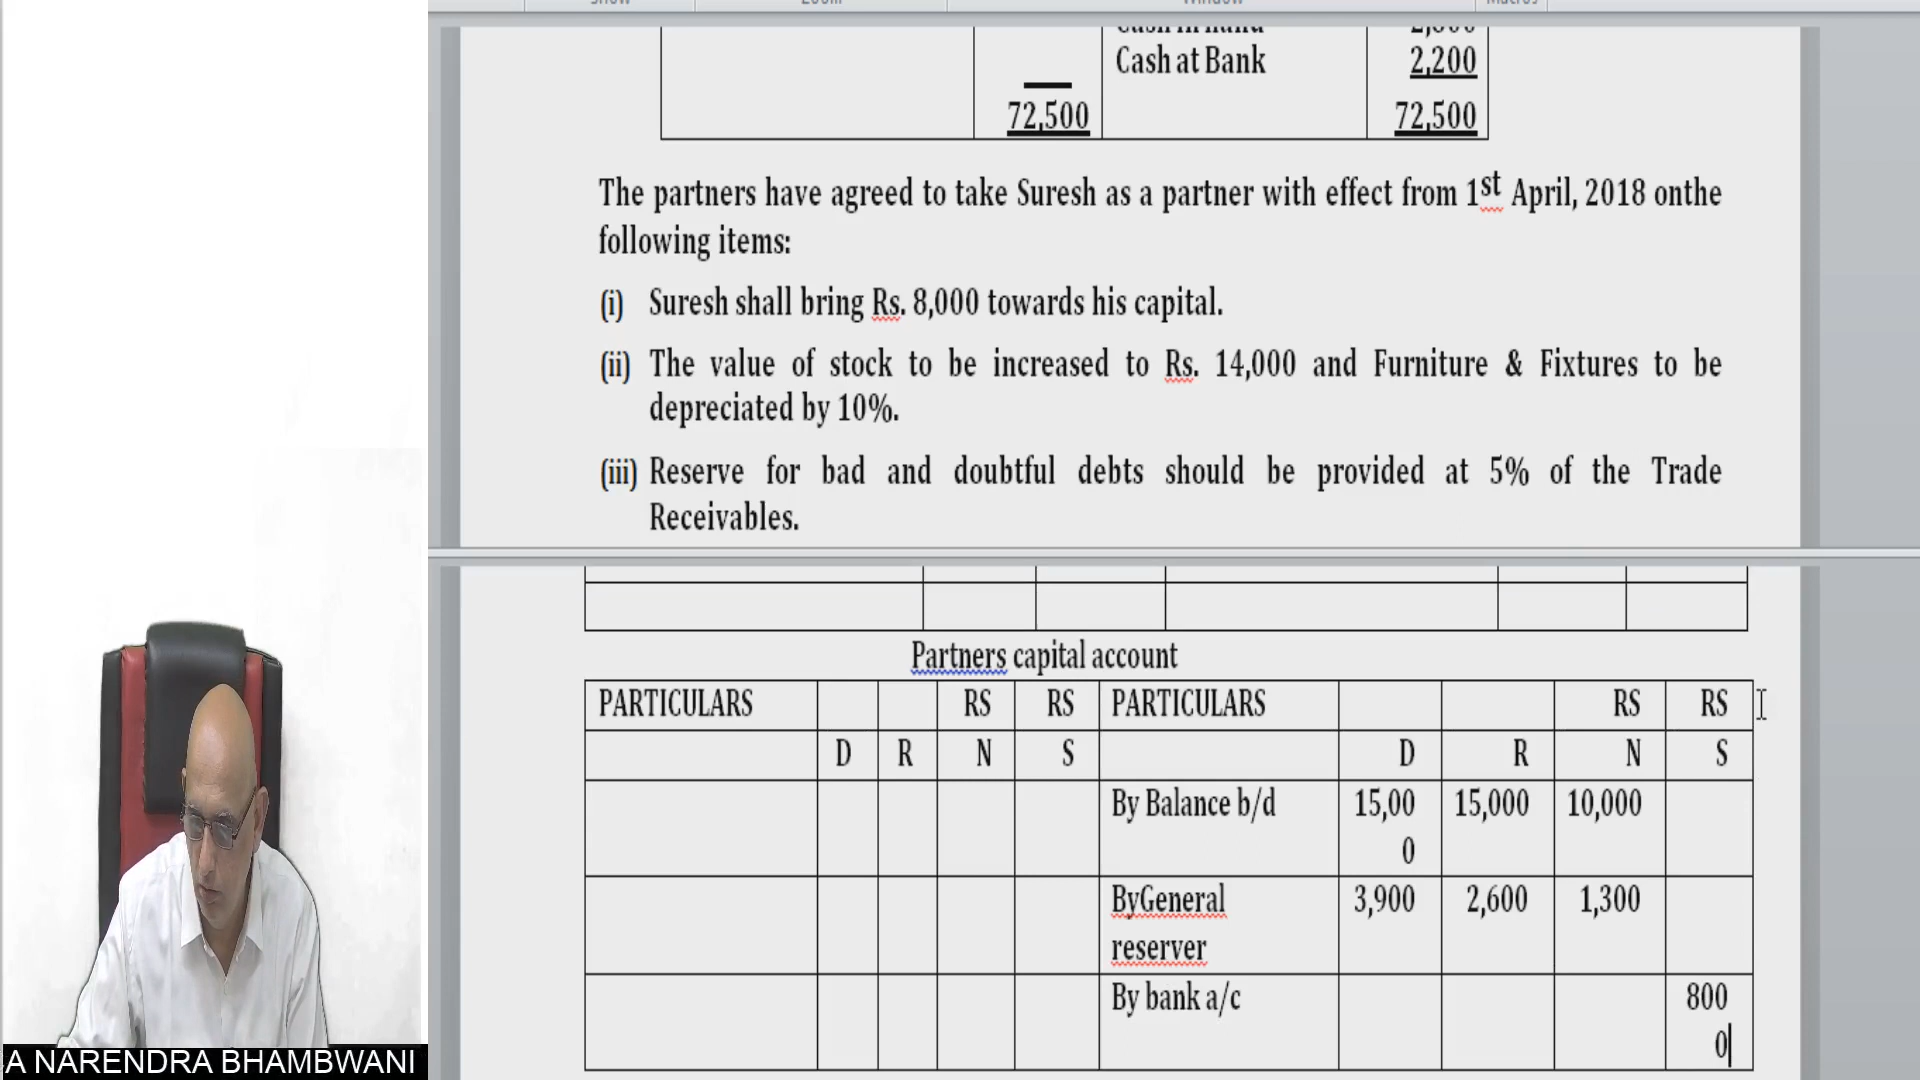 Cash at Bank 2,200
72,500 72,500
The partners have agreed to take Suresh as a partner with effect from 1st April, 2018 onthe
following items:
(i) Suresh shall bring Rs. 8,000 towards his capital.
(ii) The value of stock to be increased to Rs. 14,000 and Furniture & Fixtures to be
depreciated by 10%.
(iii) Reserve for bad and doubtful debts should be provided at 5% of the Trade
Receivables.
Partners capital account
PARTICULARS RS RS PARTICULARS RS RS
D R N S D R N S
By Balance b/d 15,00 15,000 10,000
0
ByGeneral 3,900 2,600 1,300
reserver
By bank a/c 800
0
A NARENDRA BHAMBWANI